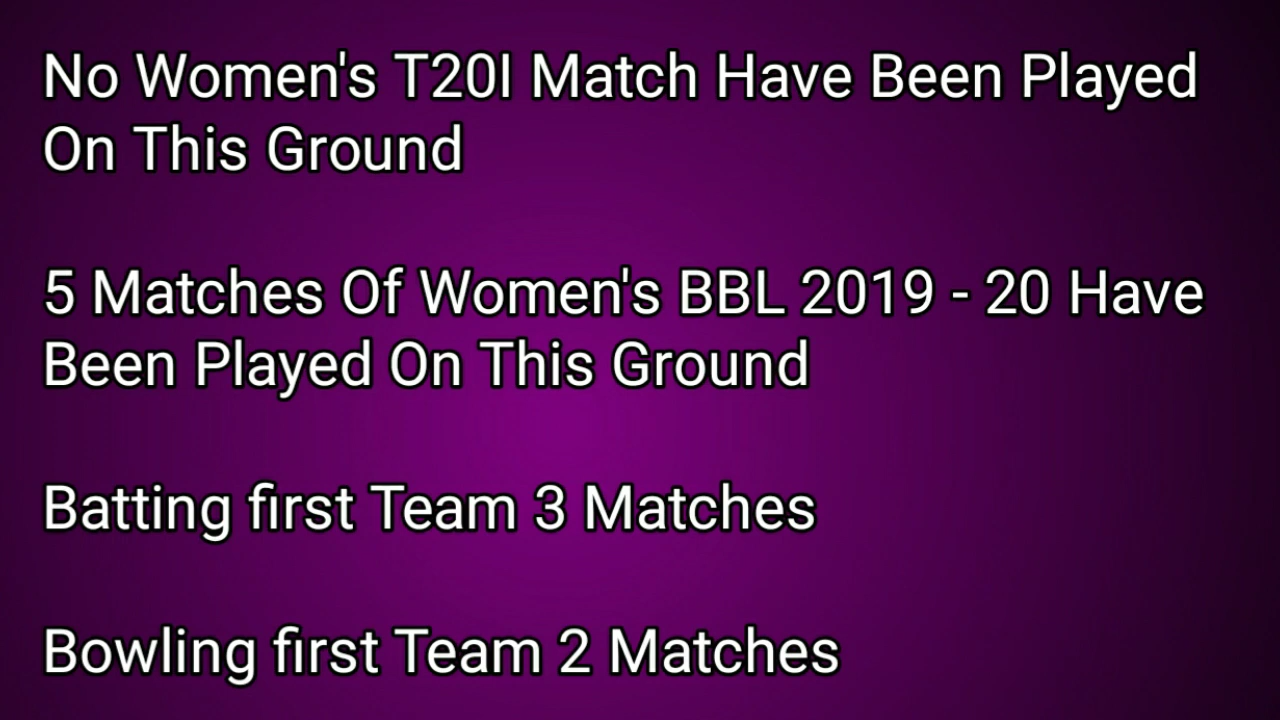 No Women's T20I Match Have Been Played
On This Ground
5 Matches Of Women's BBL 2019 - 20 Have
Been Played On This Ground
Batting first Team 3 Matches
Bowling first Team 2 Matches